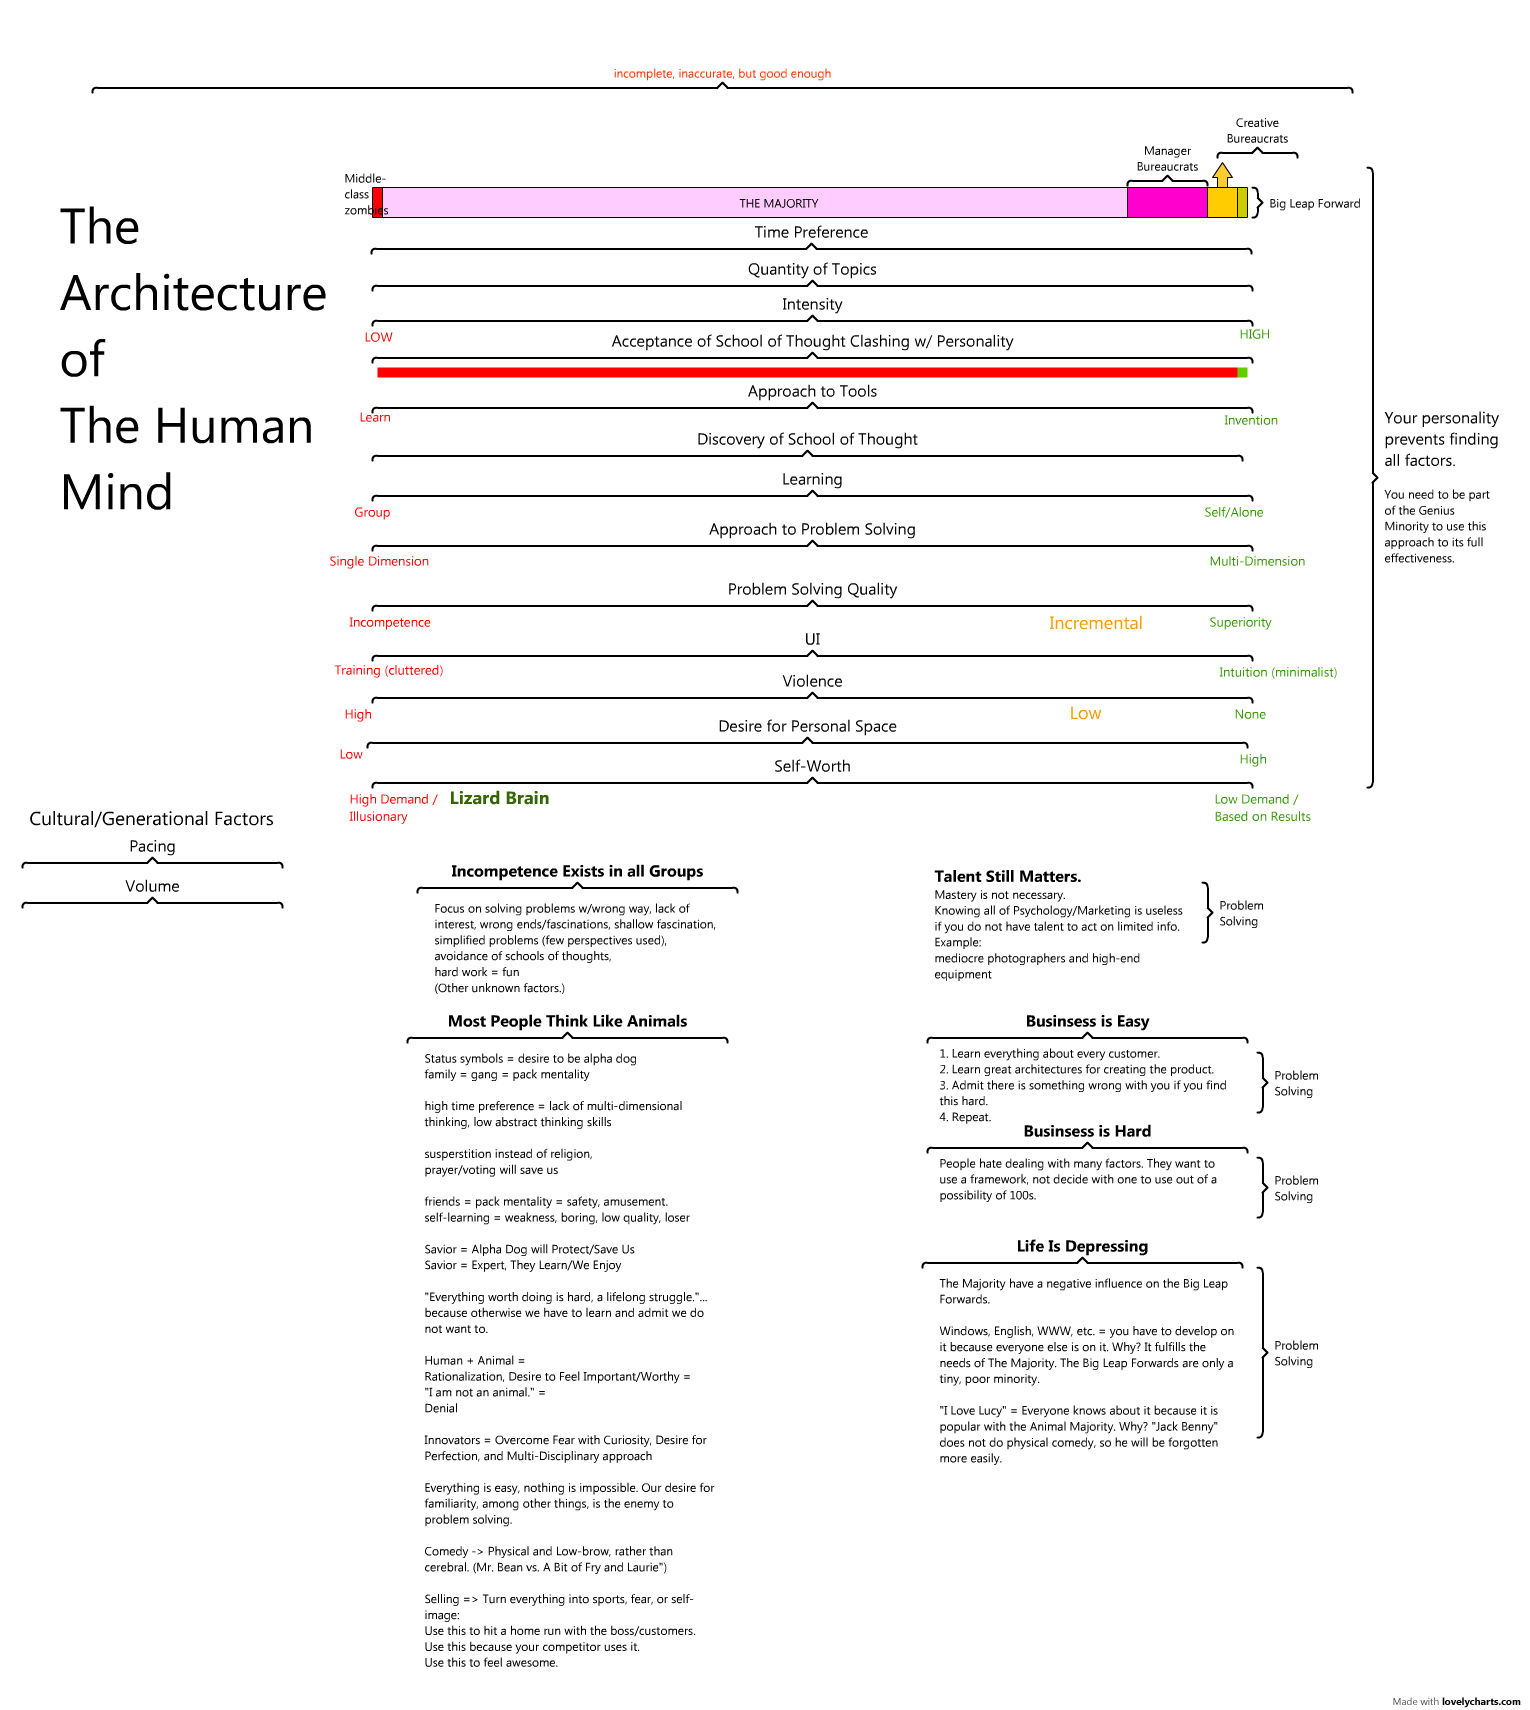 incomplete, inaccurate, but good enough
Creative
Bureaucrats
Manager
Bureaucrats
Middle-
class
zombies
THE MAJORITY
Big Leap Forward
The
Architecture
of
The Human
Mind
Time Preference
Quantity of Topics
Intensity
LOW
HIGH
Acceptance of School of Thought Clashing w/ Personality
Approach to Tools
Learn
Invention
Discovery of School of Thought
Learning
Group
Self/Alone
Approach to Problem Solving
Single Dimension
Multi-Dimension
Problem Solving Quality
Incompetence
Incremental
Superiority
UI
Training (cluttered)
Intuition (minimalist)
Violence
High
Low
None
Desire for Personal Space
Low
High
Self-Worth
High Demand /
Illusionary
Lizard Brain
Low Demand /
Based on Results
Your personality
prevents finding
all factors.
You need to be part
of the Genius
Minority to use this
approach to its full
effectiveness.
Cultural/Generational Factors
Pacing
Volume
Incompetence Exists in all Groups
Focus on solving problems w/wrong way, lack of
interest, wrong ends/fascinations, shallow fascination,
simplified problems (few perspectives used),
avoidance of schools of thoughts,
hard work = fun
(Other unknown factors.)
Most People Think Like Animals
Status symbols = desire to be alpha dog
family = gang = pack mentality
high time preference = lack of multi-dimensional
thinking, low abstract thinking skills
susperstition instead of religion,
prayer/voting will save us
friends = pack mentality = safety, amusement.
self-learning = weakness, boring, low quality, loser
Savior = Alpha Dog will Protect/Save Us
Savior = Expert, They Learn/We Enjoy
"Everything worth doing is hard, a lifelong struggle."...
because otherwise we have to learn and admit we do
not want to.
Human + Animal =
Rationalization, Desire to Feel Important/Worthy =
"I am not an animal." =
Denial
Innovators = Overcome Fear with Curiosity, Desire for
Perfection, and Multi-Disciplinary approach
Everything is easy, nothing is impossible. Our desire for
familiarity, among other things, is the enemy to
problem solving.
Comedy -> Physical and Low-brow, rather than
cerebral. (Mr. Bean vs. A Bit of Fry and Laurie")
Selling => Turn everything into sports, fear, or self-
image:
Use this to hit a home run with the boss/customers.
Use this because your competitor uses it.
Use this to feel awesome.
Talent Still Matters.
Mastery is not necessary.
Knowing all of Psychology/Marketing is useless
if you do not have talent to act on limited info.
Example:
mediocre photographers and high-end
equipment
Problem
Solving
Businsess is Easy
1. Learn everything about every customer.
2. Learn great architectures for creating the product.
3. Admit there is something wrong with you if you find
this hard.
4. Repeat.
Problem
Solving
Businsess is Hard
People hate dealing with many factors. They want to
use a framework, not decide with one to use out of a
possibility of 100s.
Problem
Solving
Life Is Depressing
The Majority have a negative influence on the Big Leap
Forwards.
Windows, English, WWW, etc. = you have to develop on
it because everyone else is on it. Why? It fulfills the
needs of The Majority. The Big Leap Forwards are only a
tiny, poor minority.
"I Love Lucy" = Everyone knows about it because it is
popular with the Animal Majority. Why? "Jack Benny"
does not do physical comedy, so he will be forgotten
more easily.
Problem
Solving
Made with lovelycharts.com